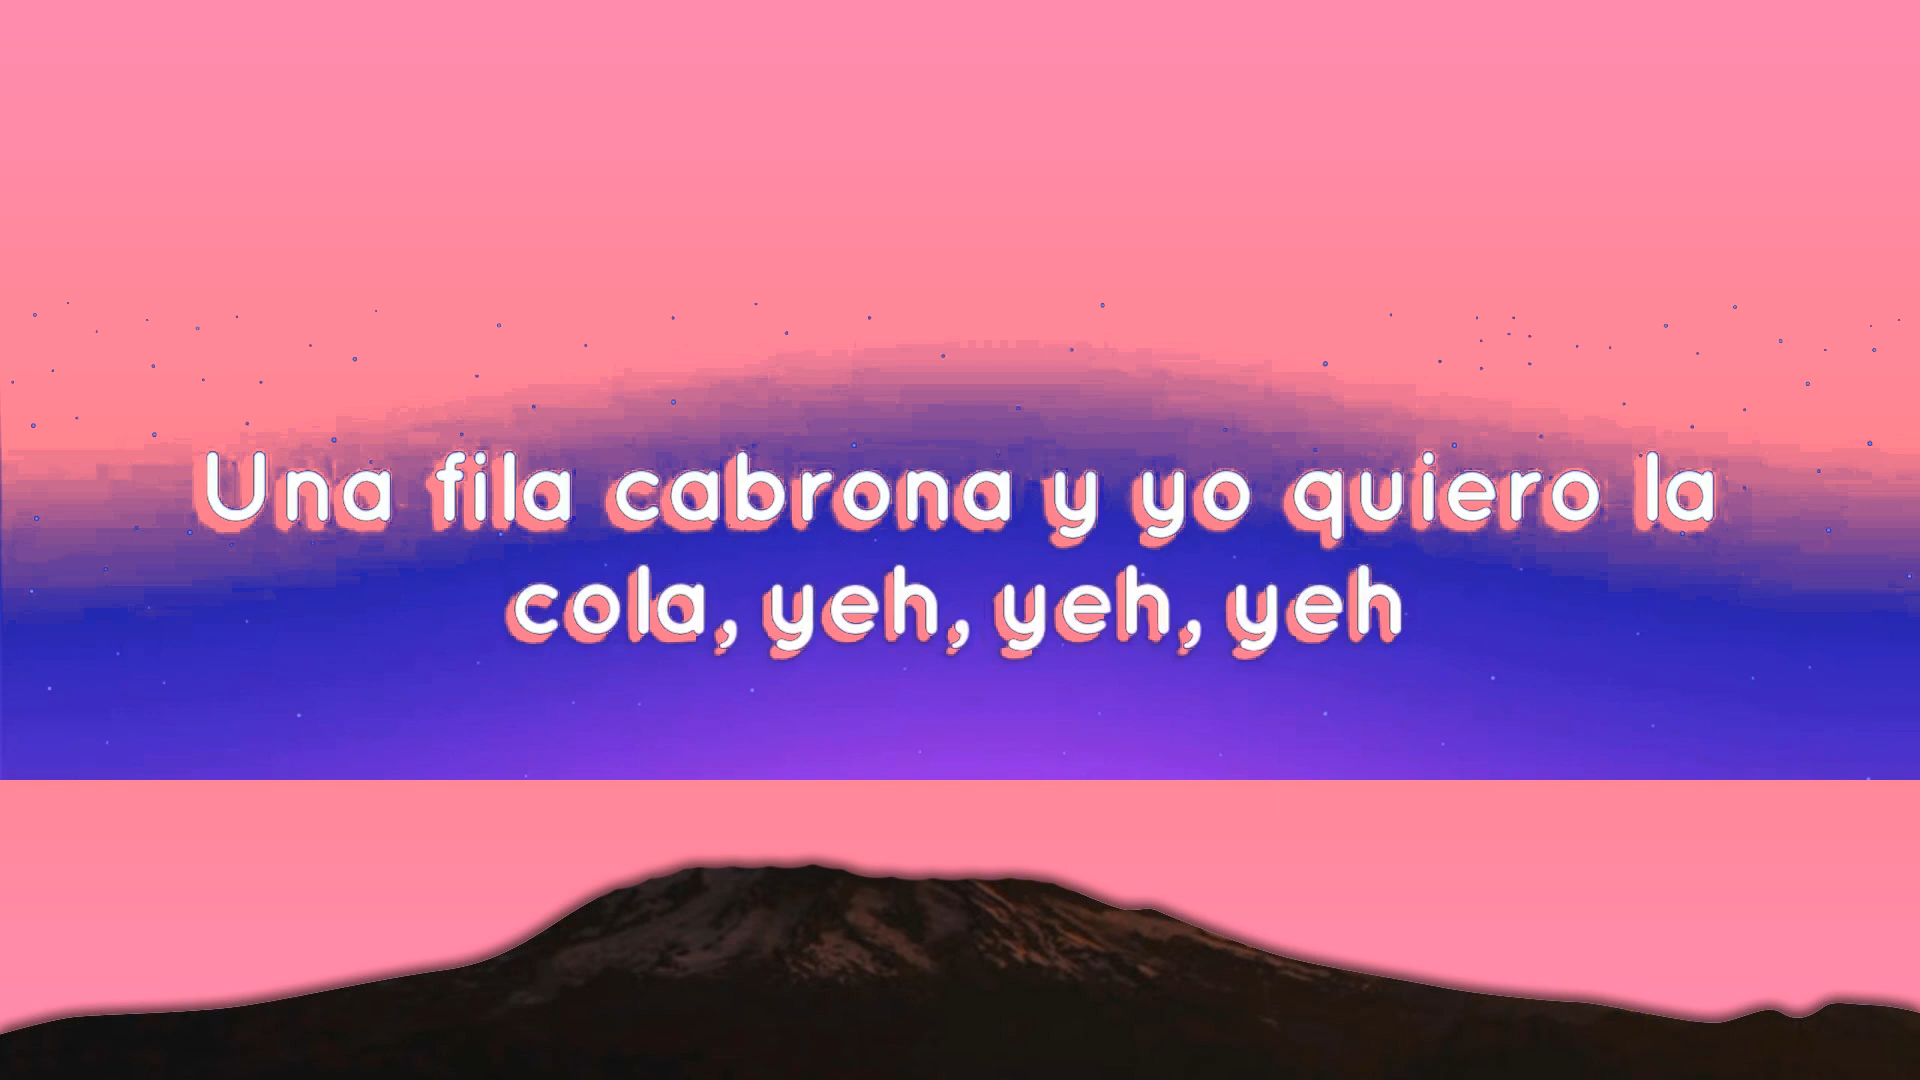 Una fila cabrona y yo quiero la
cola, yeh, yeh, yeh